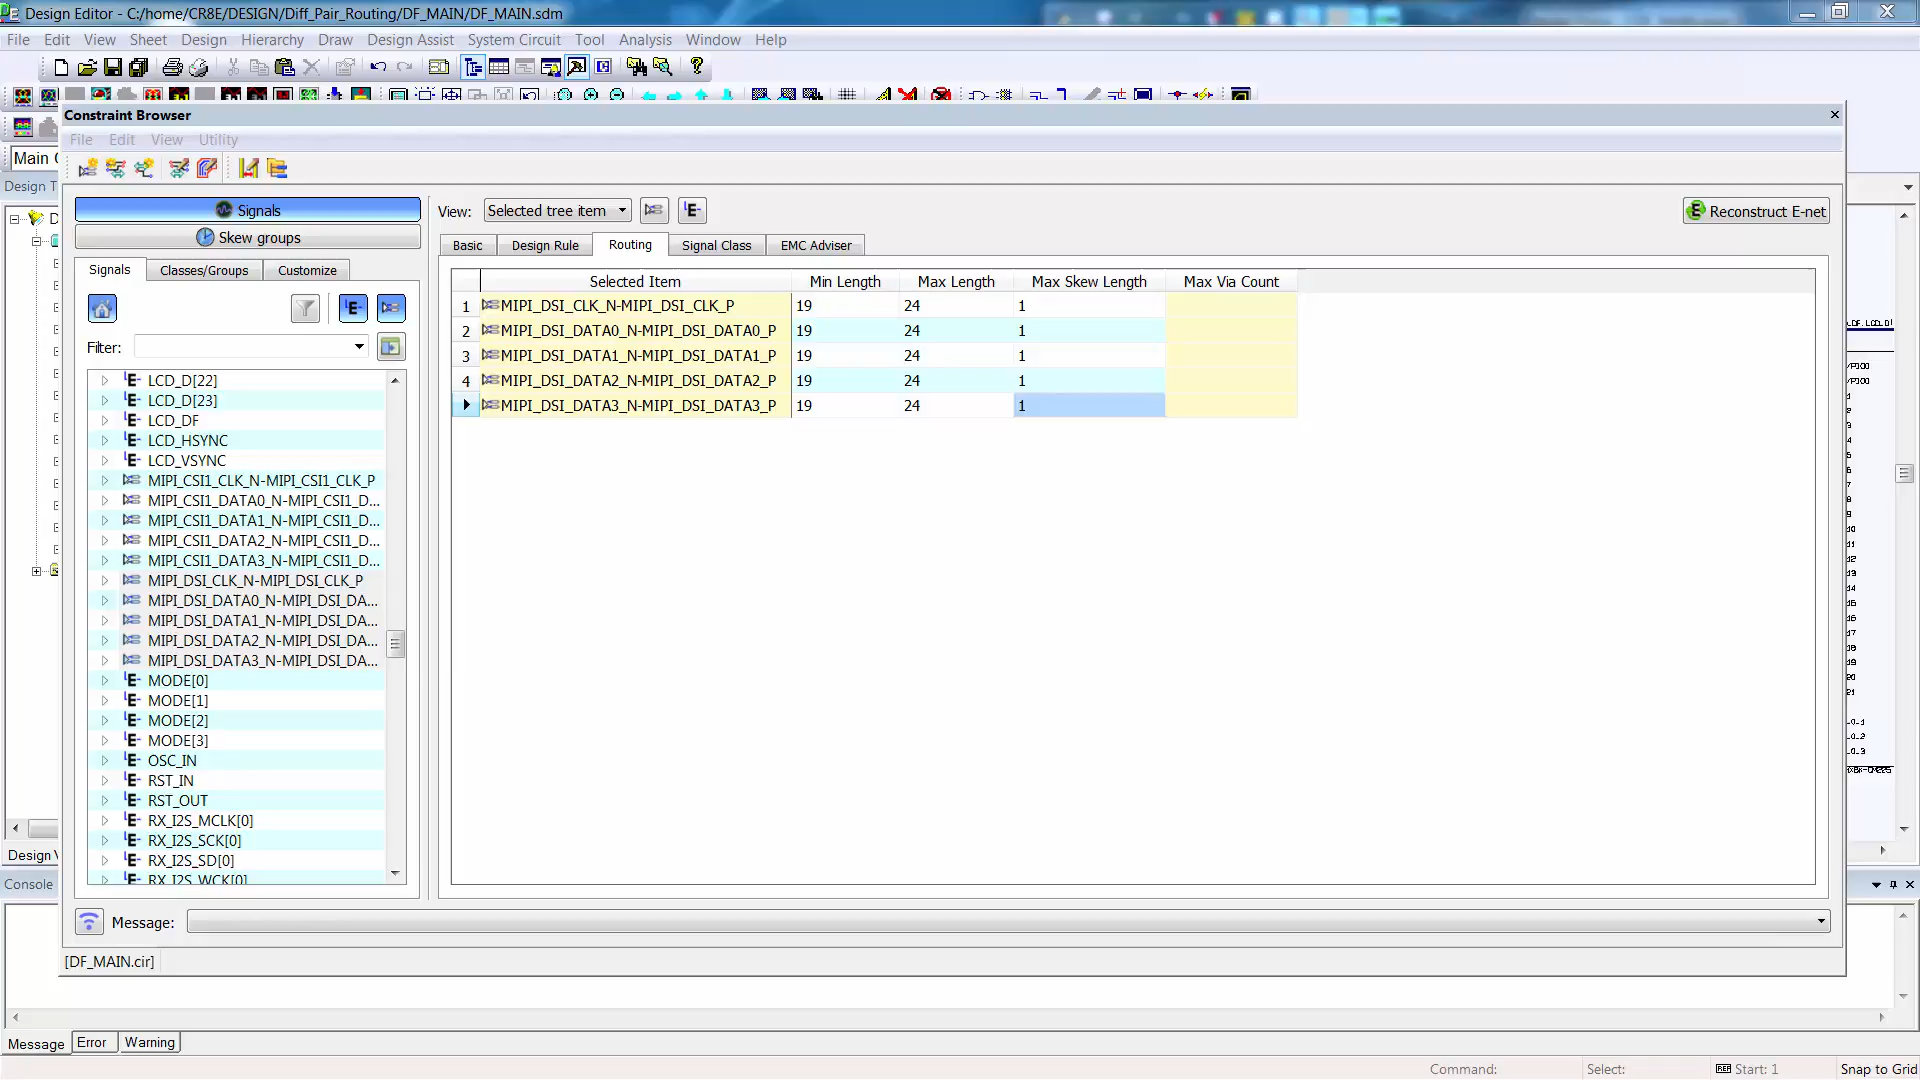 Design Editor - C:/home/CR8E/DESIGN/Diff_Pair_Routing/DF_MAIN/DF_MAIN.sdm
File Edit View Sheet Design Hierarchy Draw Design Assist System Circuit Tool Analysis Window Help
Constraint Browser
File Edit View Utility
Main
Design T
Signals
Skew groups
Signals Classes/Groups Customize
Filter:
LCD_D[22]
LCD_D[23]
LCD_DF
LCD_HSYNC
LCD_VSYNC
MIPI_CSI1_CLK_N-MIPI_CSI1_CLK_P
MIPI_CSI1_DATA0_N-MIPI_CSI1_D...
MIPI_CSI1_DATA1_N-MIPI_CSI1_D...
MIPI_CSI1_DATA2_N-MIPI_CSI1_D...
MIPI_CSI1_DATA3_N-MIPI_CSI1_D...
MIPI_DSI_CLK_N-MIPI_DSI_CLK_P
MIPI_DSI_DATA0_N-MIPI_DSI_DA...
MIPI_DSI_DATA1_N-MIPI_DSI_DA...
MIPI_DSI_DATA2_N-MIPI_DSI_DA...
MIPI_DSI_DATA3_N-MIPI_DSI_DA...
MODE[0]
MODE[1]
MODE[2]
MODE[3]
OSC_IN
RST_IN
RST_OUT
RX_I2S_MCLK[0]
RX_I2S_SCK[0]
RX_I2S_SD[0]
RX_I2S_WCK[0]
View: Selected tree item
Reconstruct E-net
Basic Design Rule Routing Signal Class EMC Adviser
Selected Item Min Length Max Length Max Skew Length Max Via Count
1 MIPI_DSI_CLK_N-MIPI_DSI_CLK_P 19 24 1
2 MIPI_DSI_DATA0_N-MIPI_DSI_DATA0_P 19 24 1
3 MIPI_DSI_DATA1_N-MIPI_DSI_DATA1_P 19 24 1
4 MIPI_DSI_DATA2_N-MIPI_DSI_DATA2_P 19 24 1
MIPI_DSI_DATA3_N-MIPI_DSI_DATA3_P 19 24 1
Message:
[DF_MAIN.cir]
Design V
Console
Message Error Warning
Command: Select: REF Start: 1 Snap to Grid